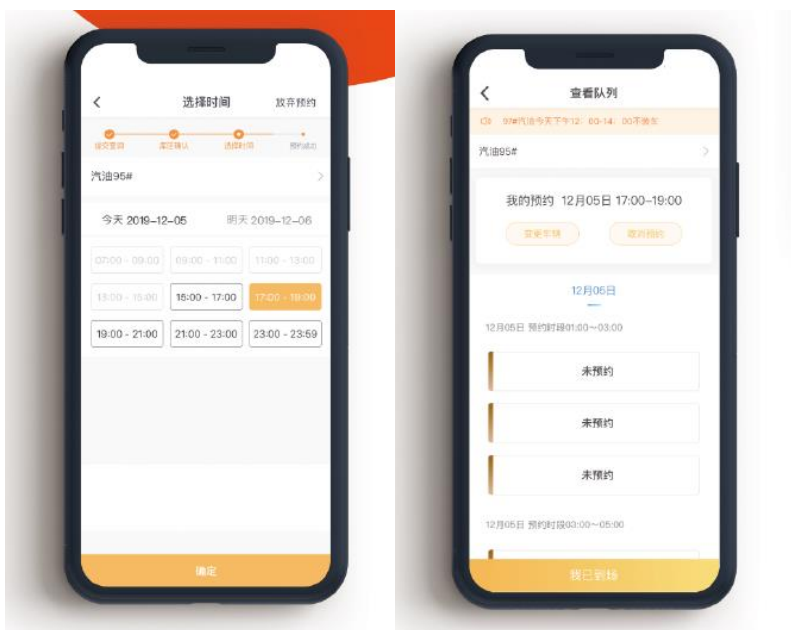 选择时间
放弃预约
提交查询
库区确认
选择时间
预约成功
汽油95#
今天 2019-12-05
明天 2019-12-06
07:00 - 09:00
09:00 - 11:00
11:00 - 13:00
13:00 - 15:00
15:00 - 17:00
17:00 - 19:00
19:00 - 21:00
21:00 - 23:00
23:00 - 23:59
确定
查看队列
97#汽油今天下午12:00-14:00不装车
汽油95#
我的预约 12月05日 17:00-19:00
变更车辆
取消预约
12月05日
12月05日 预约时段01:00~03:00
未预约
未预约
未预约
12月05日 预约时段03:00~05:00
我已到场